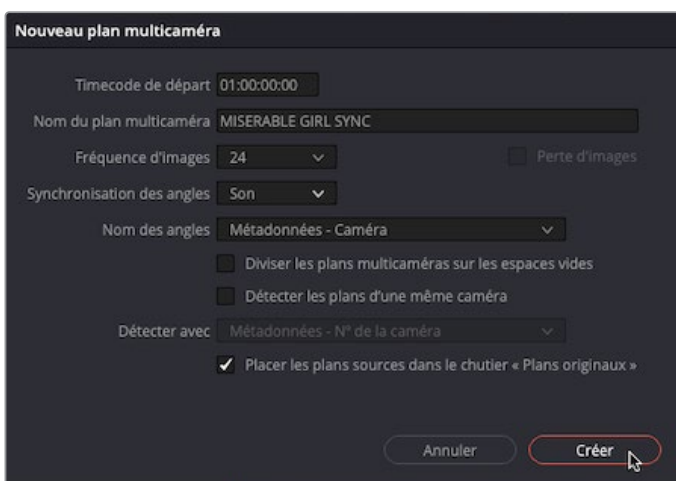 Nouveau plan multicaméra
Timecode de départ 01:00:00:00
Nom du plan multicaméra MISERABLE GIRL SYNC
Fréquence d'images 24 Perte d'images
Synchronisation des angles Son
Nom des angles Métadonnées - Caméra
Diviser les plans multicaméras sur les espaces vides
Détecter les plans d'une même caméra
Détecter avec Métadonnées - N° de la caméra
Placer les plans sources dans le chutier « Plans originaux »
Annuler Créer